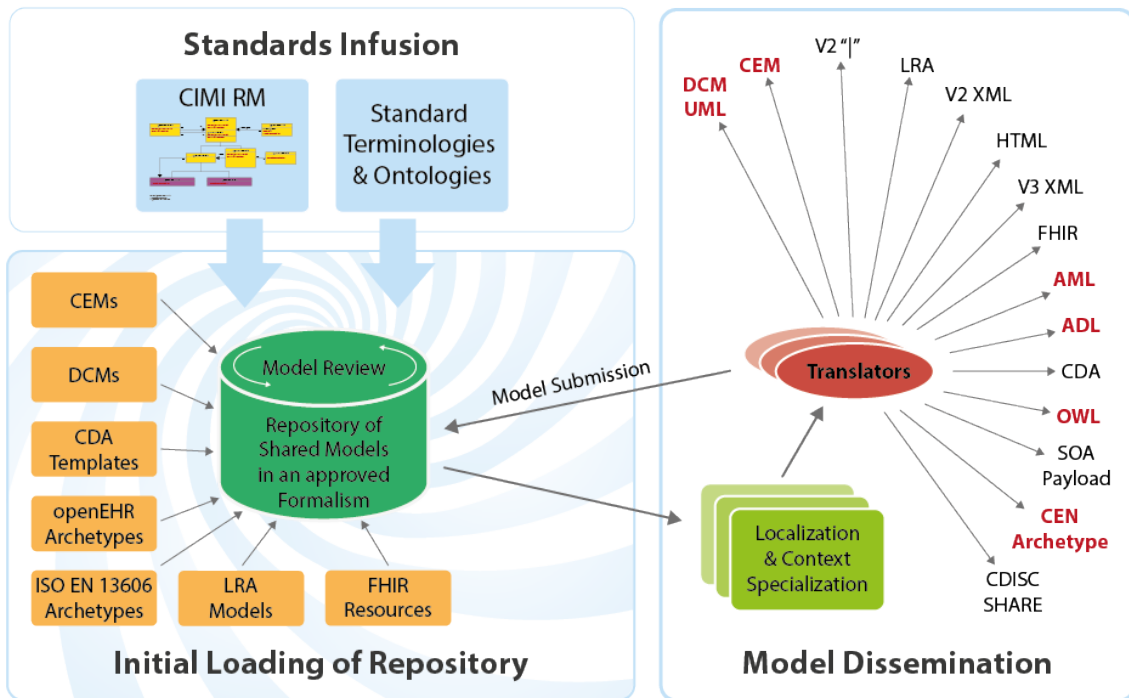 Standards Infusion
CIMI RM
Standard
Terminologies
& Ontologies
CEMs
DCMs
CDA
Templates
openEHR
Archetypes
ISO EN 13606
Archetypes
LRA
Models
FHIR
Resources
Model Review
Repository of
Shared Models
in an approved
Formalism
Initial Loading of Repository
Model Submission
DCM
UML
CEM
V2 "|"
LRA
V2 XML
HTML
V3 XML
FHIR
AML
ADL
CDA
OWL
SOA
Payload
CEN
Archetype
CDISC
SHARE
Translators
Localization
& Context
Specialization
Model Dissemination